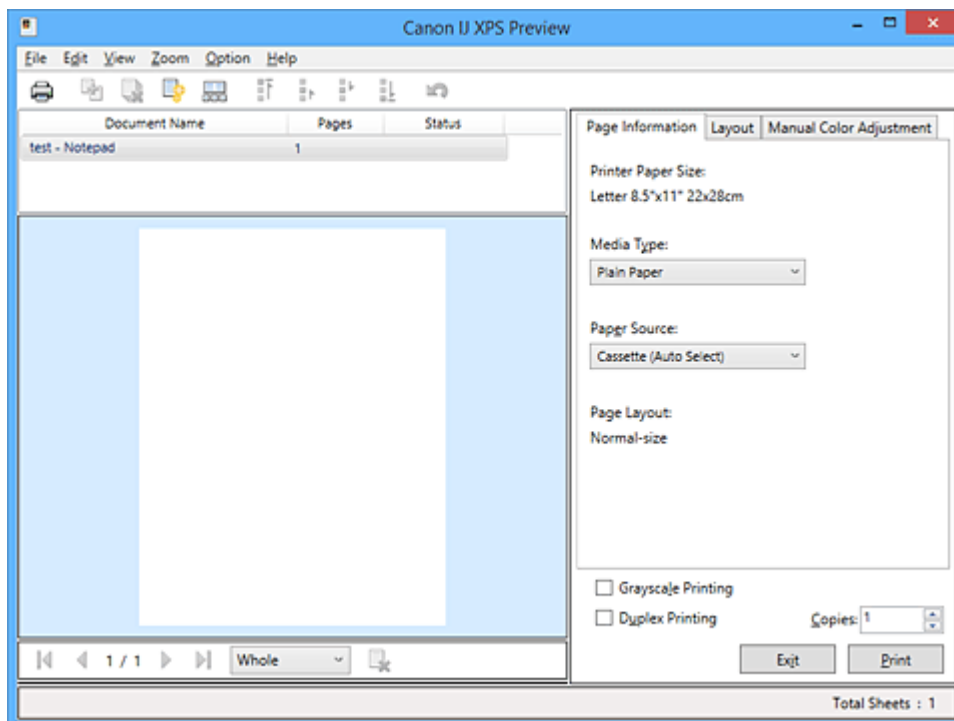 Canon IJ XPS Preview
File Edit View Zoom Option Help
Document Name Pages Status
test - Notepad 1
Page Information Layout Manual Color Adjustment
Printer Paper Size:
Letter 8.5"x11" 22x28cm
Media Type:
Plain Paper
Paper Source:
Cassette (Auto Select)
Page Layout:
Normal-size
Grayscale Printing
Duplex Printing
Copies: 1
1 / 1
Whole
Exit Print
Total Sheets : 1